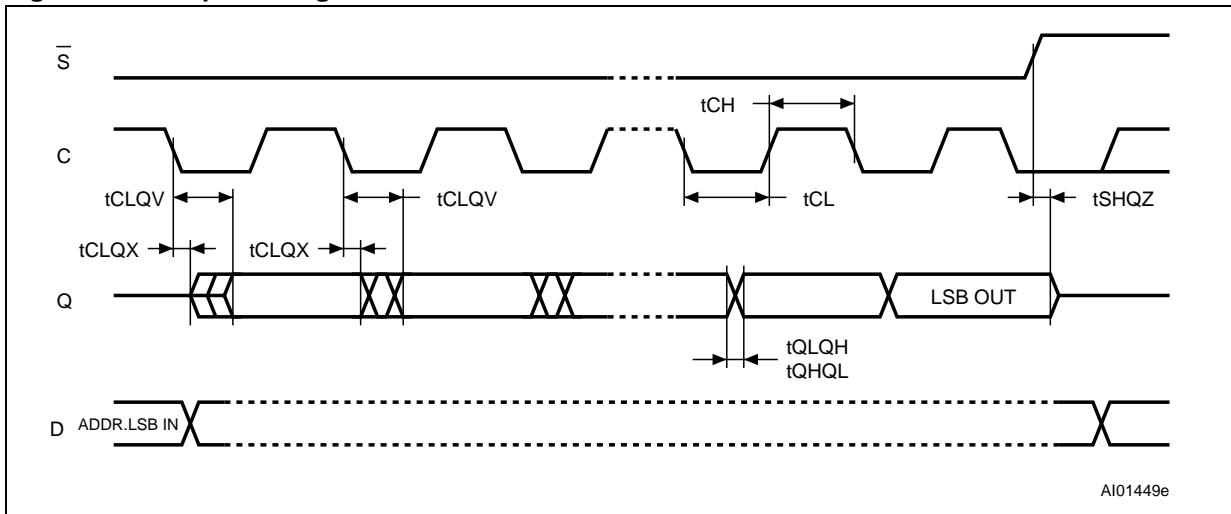 S
tCH
C
tCLQV
tCLQV
tCL
tSHQZ
tCLQX
tCLQX
Q
LSB OUT
tQLQH
tQHQL
D
ADDR.LSB IN
AI01449e